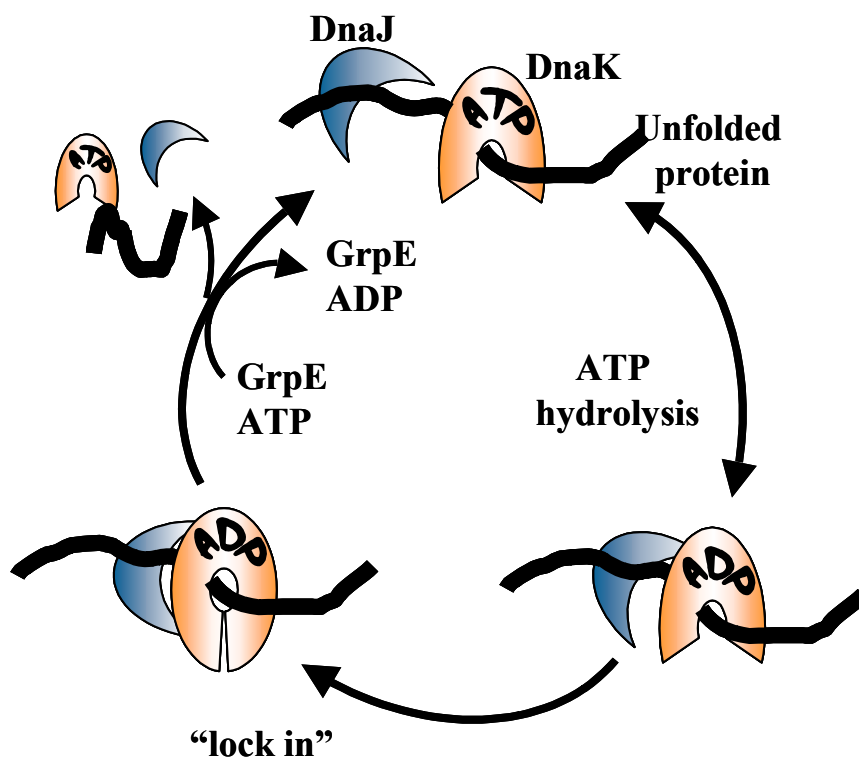 DnaJ
DnaK
ATP
ATP
Unfolded
protein
GrpE
ADP
GrpE
ATP
ATP
hydrolysis
ADP
ADP
“lock in”